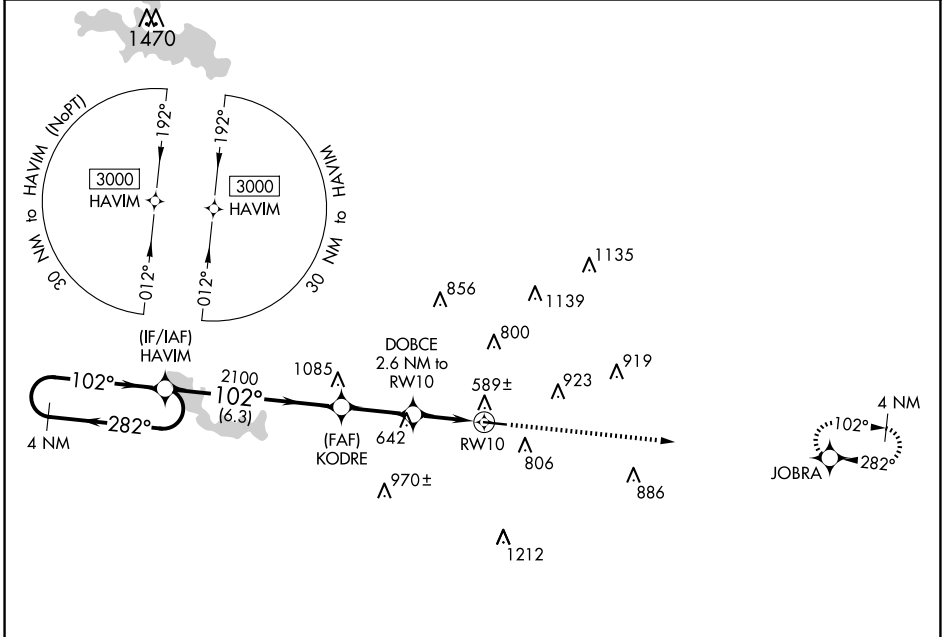 1470
30 NM to HAVIM (NoPT)
192°
3000
HAVIM
012°
192°
3000
HAVIM
012°
30 NM to HAVIM
1135
856
1139
800
(IF/IAF)
HAVIM
DOBCE
2.6 NM to
RW10
1085
919
923
589±
102°
2100
102°
(6.3)
282°
4 NM
(FAF)
KODRE
642
RW10
806
970±
886
1212
4 NM
102°
282°
JOBRA